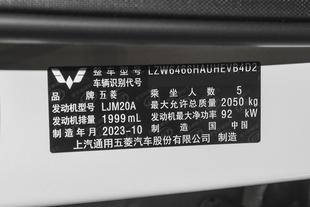 整车型号 LZW6466HAUHEVB4D2
车辆识别代号
品牌 五菱 乘坐人数 5
发动机型号 LJM20A 最大允许总质量 2050 kg
发动机排量 1999 mL 发动机最大净功率 92 kW
制造年月 2023-10 中国制造
上汽通用五菱汽车股份有限公司制造